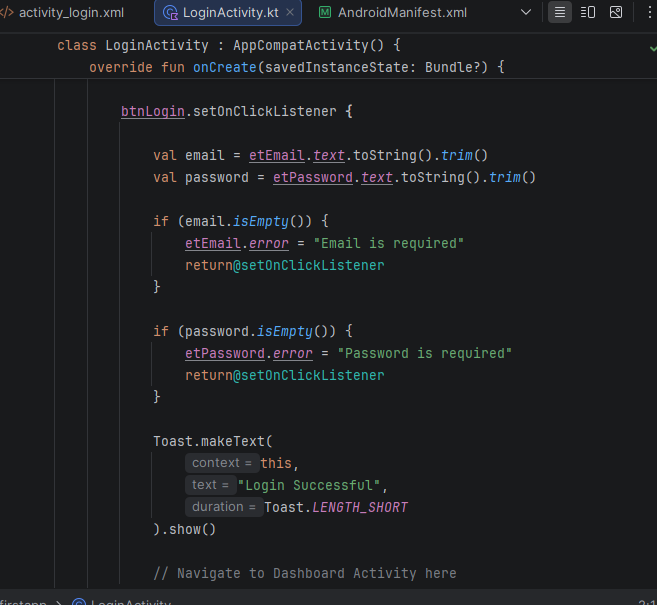 activity_login.xml LoginActivity.kt AndroidManifest.xml
class LoginActivity : AppCompatActivity() {
override fun onCreate(savedInstanceState: Bundle?) {
btnLogin.setOnClickListener {
val email = etEmail.text.toString().trim()
val password = etPassword.text.toString().trim()
if (email.isEmpty()) {
etEmail.error = "Email is required"
return@setOnClickListener
}
if (password.isEmpty()) {
etPassword.error = "Password is required"
return@setOnClickListener
}
Toast.makeText(
context = this,
text = "Login Successful",
duration = Toast.LENGTH_SHORT
).show()
// Navigate to Dashboard Activity here
LoginActivity